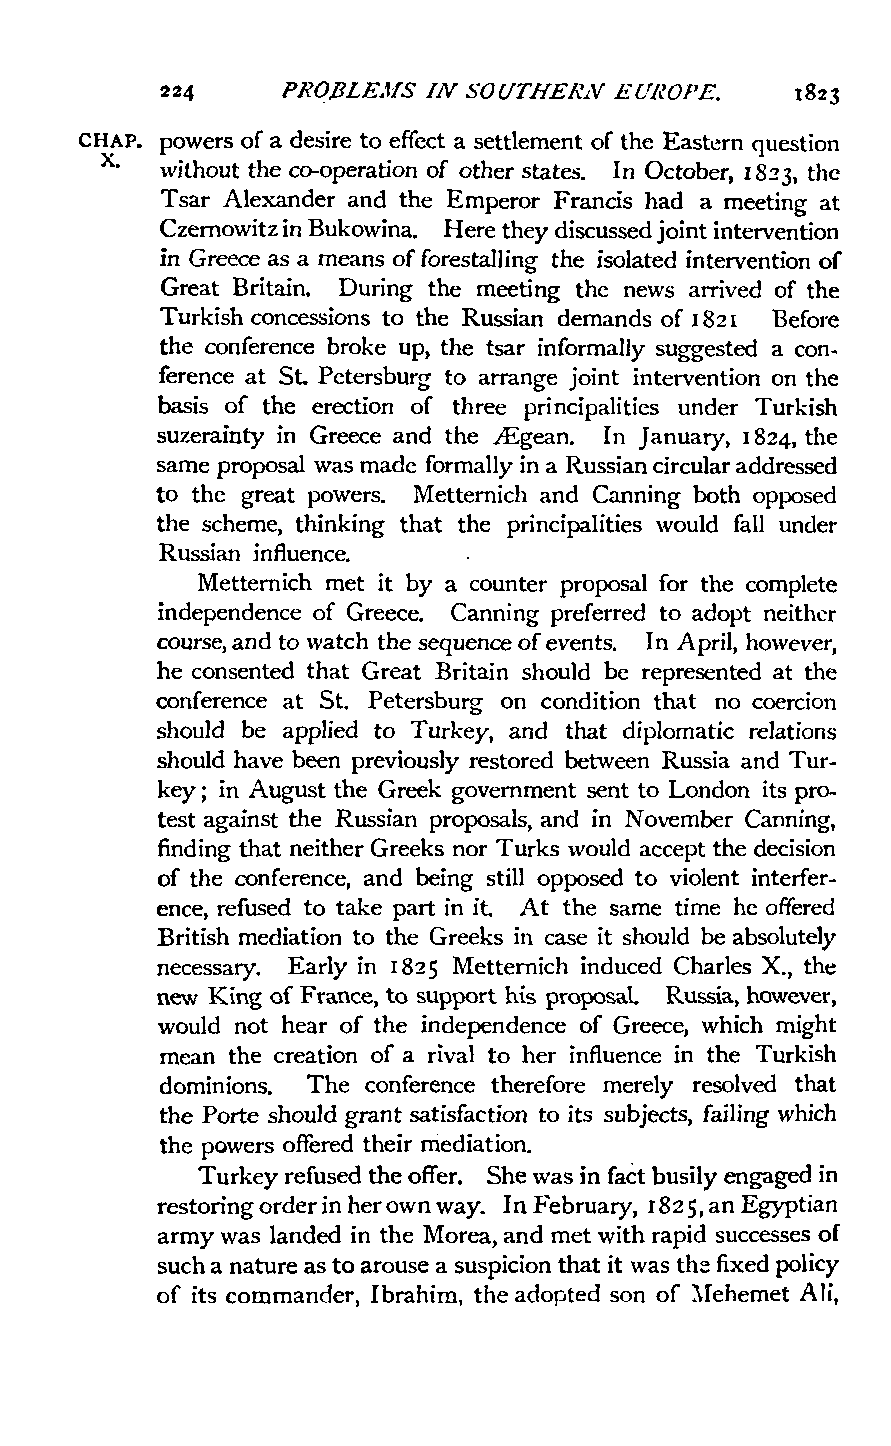 224 PROBLEMS IN SOUTHERN EUROPE. 1823
CHAP. X.
powers of a desire to effect a settlement of the Eastern question
without the co-operation of other states. In October, 1823, the
Tsar Alexander and the Emperor Francis had a meeting at
Czernowitz in Bukowina. Here they discussed joint intervention
in Greece as a means of forestalling the isolated intervention of
Great Britain. During the meeting the news arrived of the
Turkish concessions to the Russian demands of 1821 Before
the conference broke up, the tsar informally suggested a con-
ference at St. Petersburg to arrange joint intervention on the
basis of the erection of three principalities under Turkish
suzerainty in Greece and the Ægean. In January, 1824, the
same proposal was made formally in a Russian circular addressed
to the great powers. Metternich and Canning both opposed
the scheme, thinking that the principalities would fall under
Russian influence.
Metternich met it by a counter proposal for the complete
independence of Greece. Canning preferred to adopt neither
course, and to watch the sequence of events. In April, however,
he consented that Great Britain should be represented at the
conference at St. Petersburg on condition that no coercion
should be applied to Turkey, and that diplomatic relations
should have been previously restored between Russia and Tur-
key; in August the Greek government sent to London its pro-
test against the Russian proposals, and in November Canning,
finding that neither Greeks nor Turks would accept the decision
of the conference, and being still opposed to violent interfer-
ence, refused to take part in it. At the same time he offered
British mediation to the Greeks in case it should be absolutely
necessary. Early in 1825 Metternich induced Charles X., the
new King of France, to support his proposal. Russia, however,
would not hear of the independence of Greece, which might
mean the creation of a rival to her influence in the Turkish
dominions. The conference therefore merely resolved that
the Porte should grant satisfaction to its subjects, failing which
the powers offered their mediation.
Turkey refused the offer. She was in fact busily engaged in
restoring order in her own way. In February, 1825, an Egyptian
army was landed in the Morea, and met with rapid successes of
such a nature as to arouse a suspicion that it was the fixed policy
of its commander, Ibrahim, the adopted son of Mehemet Ali,